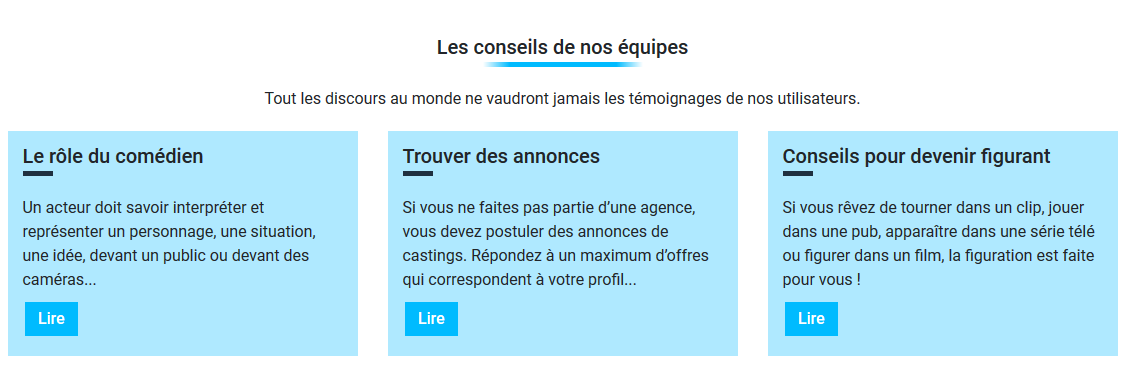 Les conseils de nos équipes
Tout les discours au monde ne vaudront jamais les témoignages de nos utilisateurs.
Le rôle du comédien
Un acteur doit savoir interpréter et
représenter un personnage, une situation,
une idée, devant un public ou devant des
caméras...
Lire
Trouver des annonces
Si vous ne faites pas partie d’une agence,
vous devez postuler des annonces de
castings. Répondez à un maximum d’offres
qui correspondent à votre profil...
Lire
Conseils pour devenir figurant
Si vous rêvez de tourner dans un clip, jouer
dans une pub, apparaître dans une série télé
ou figurer dans un film, la figuration est faite
pour vous !
Lire